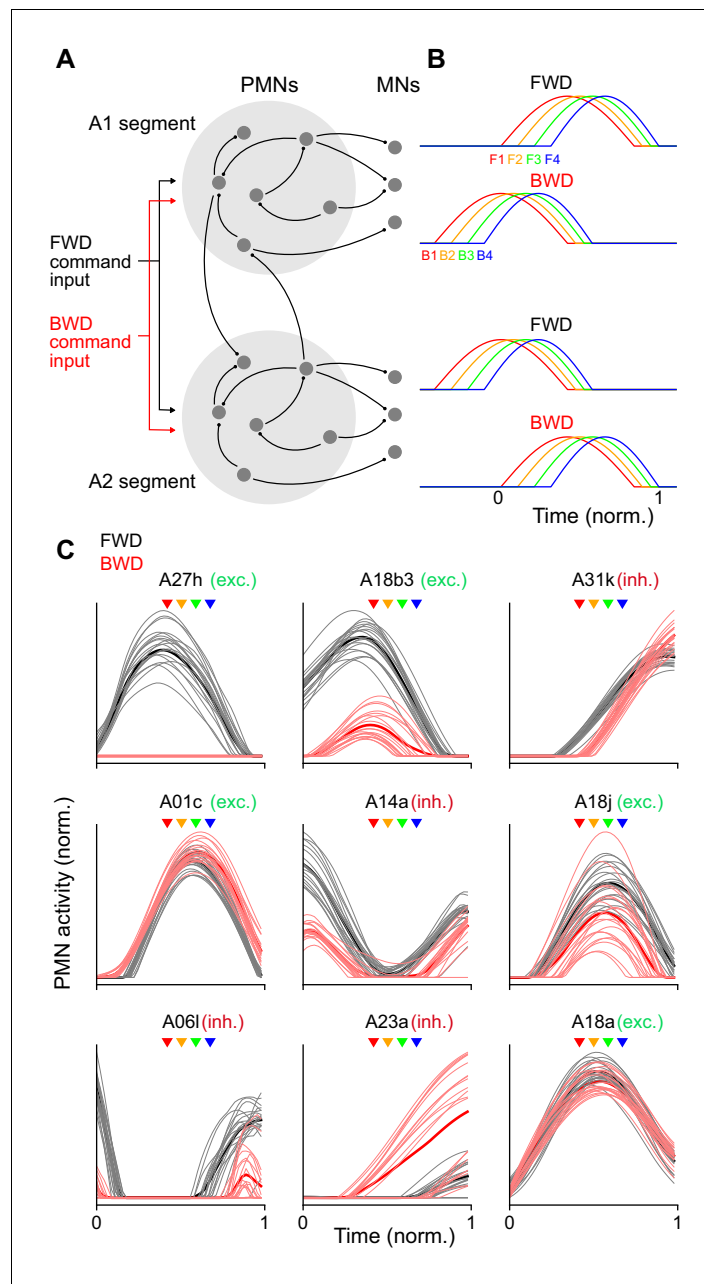 A
PMNs
MNs
A1 segment
FWD
command
input
BWD
command
input
A2 segment
B
FWD
F1 F2 F3 F4
BWD
B1 B2 B3 B4
FWD
BWD
0 1
Time (norm.)
C
FWD
BWD
A27h (exc.)
A18b3 (exc.)
A31k (inh.)
A01c (exc.)
A14a (inh.)
A18j (exc.)
A06l (inh.)
A23a (inh.)
A18a (exc.)
PMN activity (norm.)
0 1 0 1 0 1
Time (norm.)